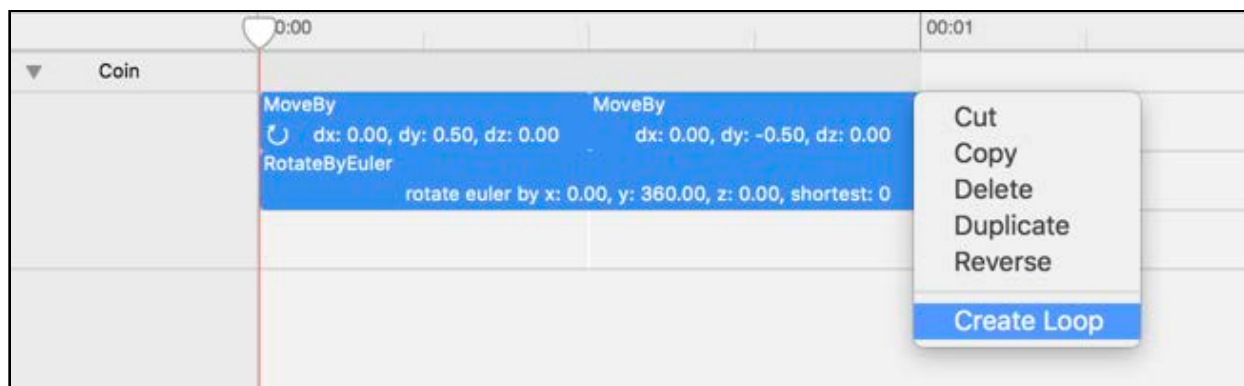 0:00
00:01
Coin
MoveBy
MoveBy
dx: 0.00, dy: 0.50, dz: 0.00
dx: 0.00, dy: -0.50, dz: 0.00
RotateByEuler
rotate euler by x: 0.00, y: 360.00, z: 0.00, shortest: 0
Cut
Copy
Delete
Duplicate
Reverse
Create Loop